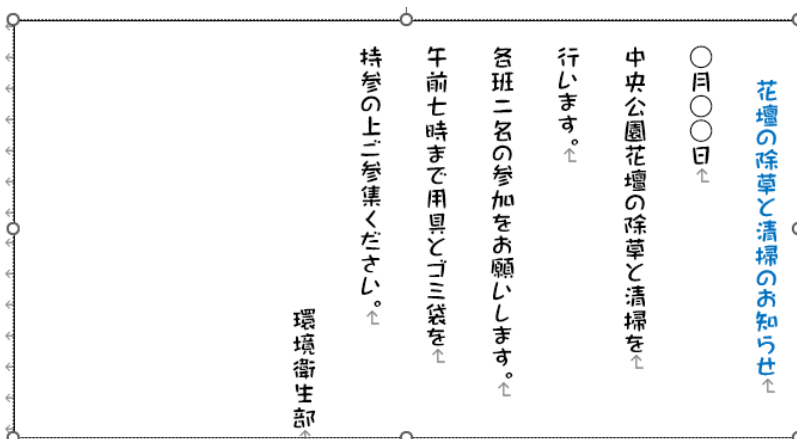 花壇の除草と清掃のお知らせ
〇月〇〇日
中央公園花壇の除草と清掃を
行います。
各班二名の参加をお願いします。
午前七時まで用具とゴミ袋を
持参の上ご参集ください。
環境衛生部